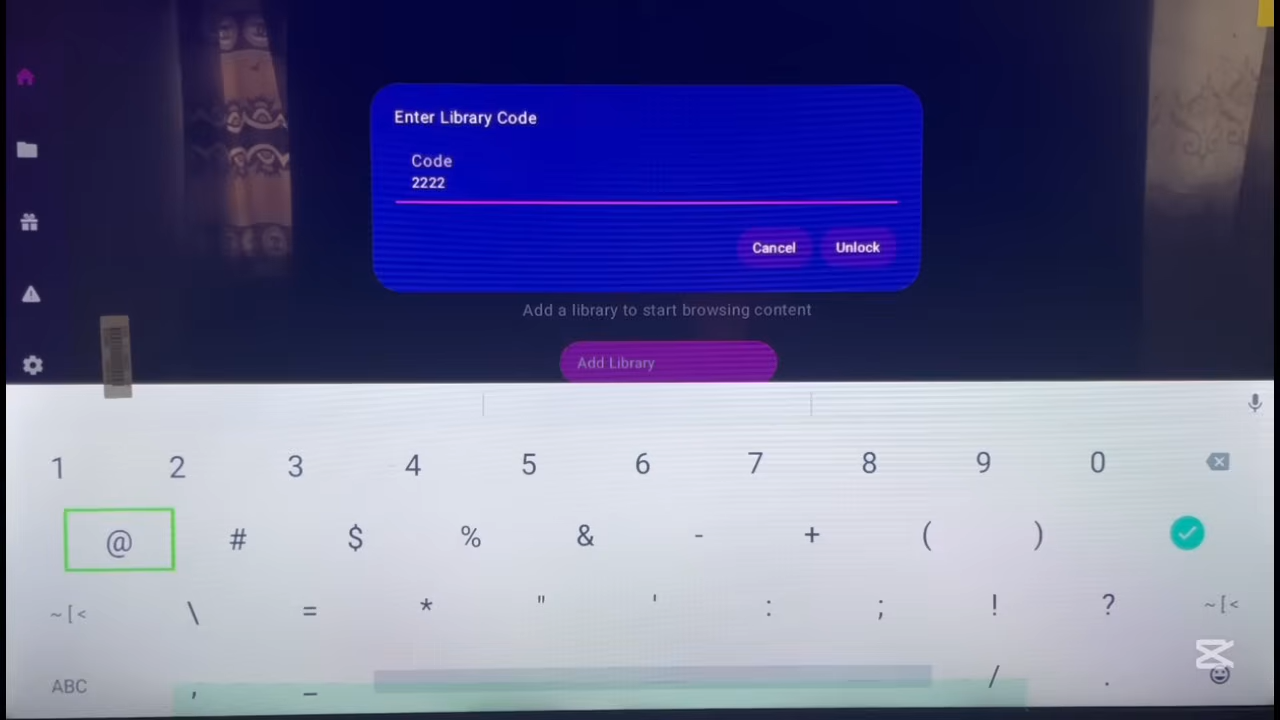 Enter Library Code
Code
2222
Cancel Unlock
Add a library to start browsing content
Add Library
1 2 3 4 5 6 7 8 9 0
@ # $ % & - + ( )
~[< \ = * " ' : ; ! ? ~[<
ABC , _ / .